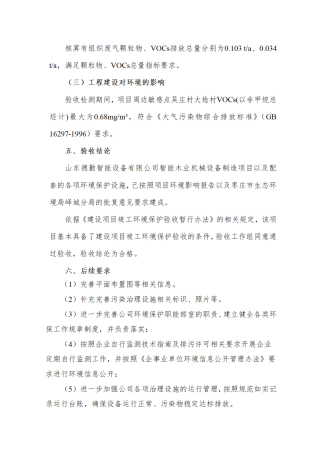 核算有组织废气颗粒物、VOCs排放总量分别为0.103 t/a、0.034
t/a，满足颗粒物、VOCs总量指标要求。
（三）工程建设对环境的影响
验收检测期间，项目周边敏感点吴庄村大地村VOCs(以非甲烷总
烃计)最大为0.68mg/m³，符合《大气污染物综合排放标准》（GB
16297-1996）要求。
五、验收结论
山东德勤智能设备有限公司智能木业机械设备制造项目以及配
套的各项环境保护设施，已按照项目环境影响报告以及枣庄市生态环
境局峄城分局的批复意见要求建成。
依据《建设项目竣工环境保护验收暂行办法》的相关规定，该项
目基本具备了建设项目竣工环境保护验收的条件，验收工作组同意通
过验收，验收结论为合格。
六、后续要求
（1）完善平面布置图等相关信息。
（2）补充完善污染治理设施相关标识、照片等。
（3）进一步完善公司环境保护职能部室的职责、建立健全各类环
保工作规章制度，并负责落实；
（4）按照企业自行监测技术指南及排污许可相关要求开展企业
定期自行监测工作，并按照《企事业单位环境信息公开管理办法》要
求进行环境信息公开；
（5）进一步加强公司各项治理设施的运行管理，按照规范如实记
录运行台账，确保设备运行正常、污染物稳定达标排放。